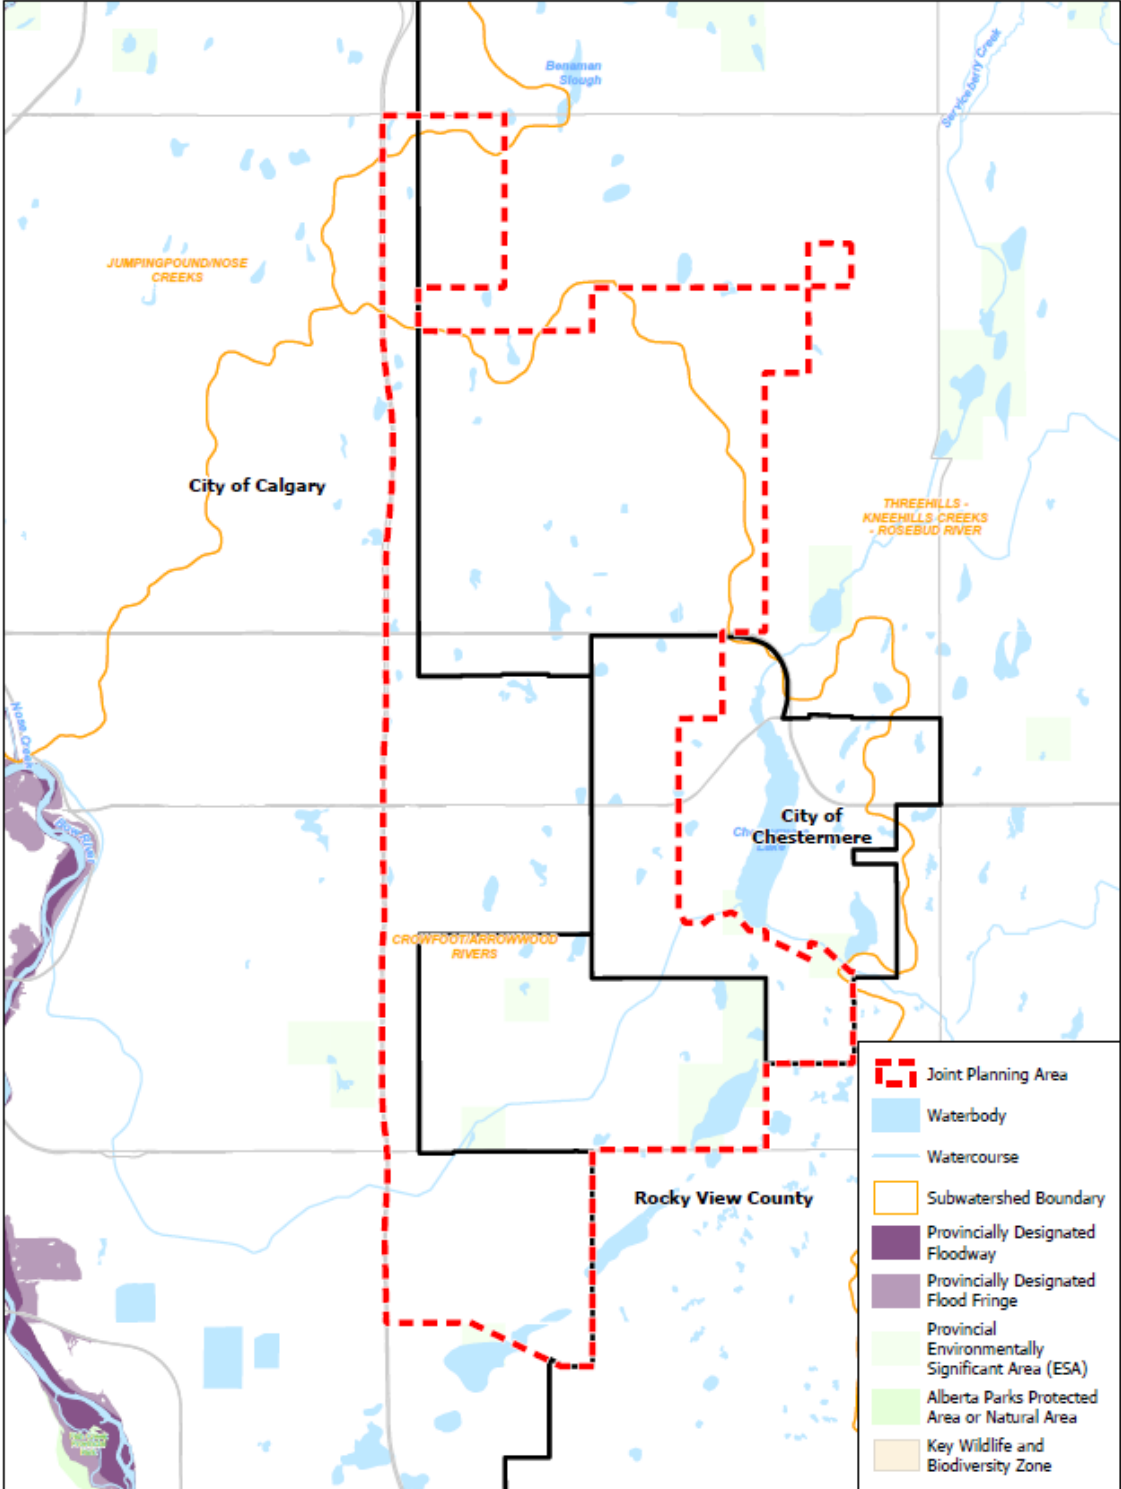 Benaman
Slough
Serviceberry Creek
JUMPINGPOUND/NOSE
CREEKS
City of Calgary
THREEHILLS -
KNEEHILLS CREEKS
- ROSEBUD RIVER
Nose Creek
Bow River
City of
Chestermere
Lake
CROWFOOT/ARROWWOOD
RIVERS
Rocky View County
Joint Planning Area
Waterbody
Watercourse
Subwatershed Boundary
Provincially Designated
Floodway
Provincially Designated
Flood Fringe
Provincial
Environmentally
Significant Area (ESA)
Alberta Parks Protected
Area or Natural Area
Key Wildlife and
Biodiversity Zone